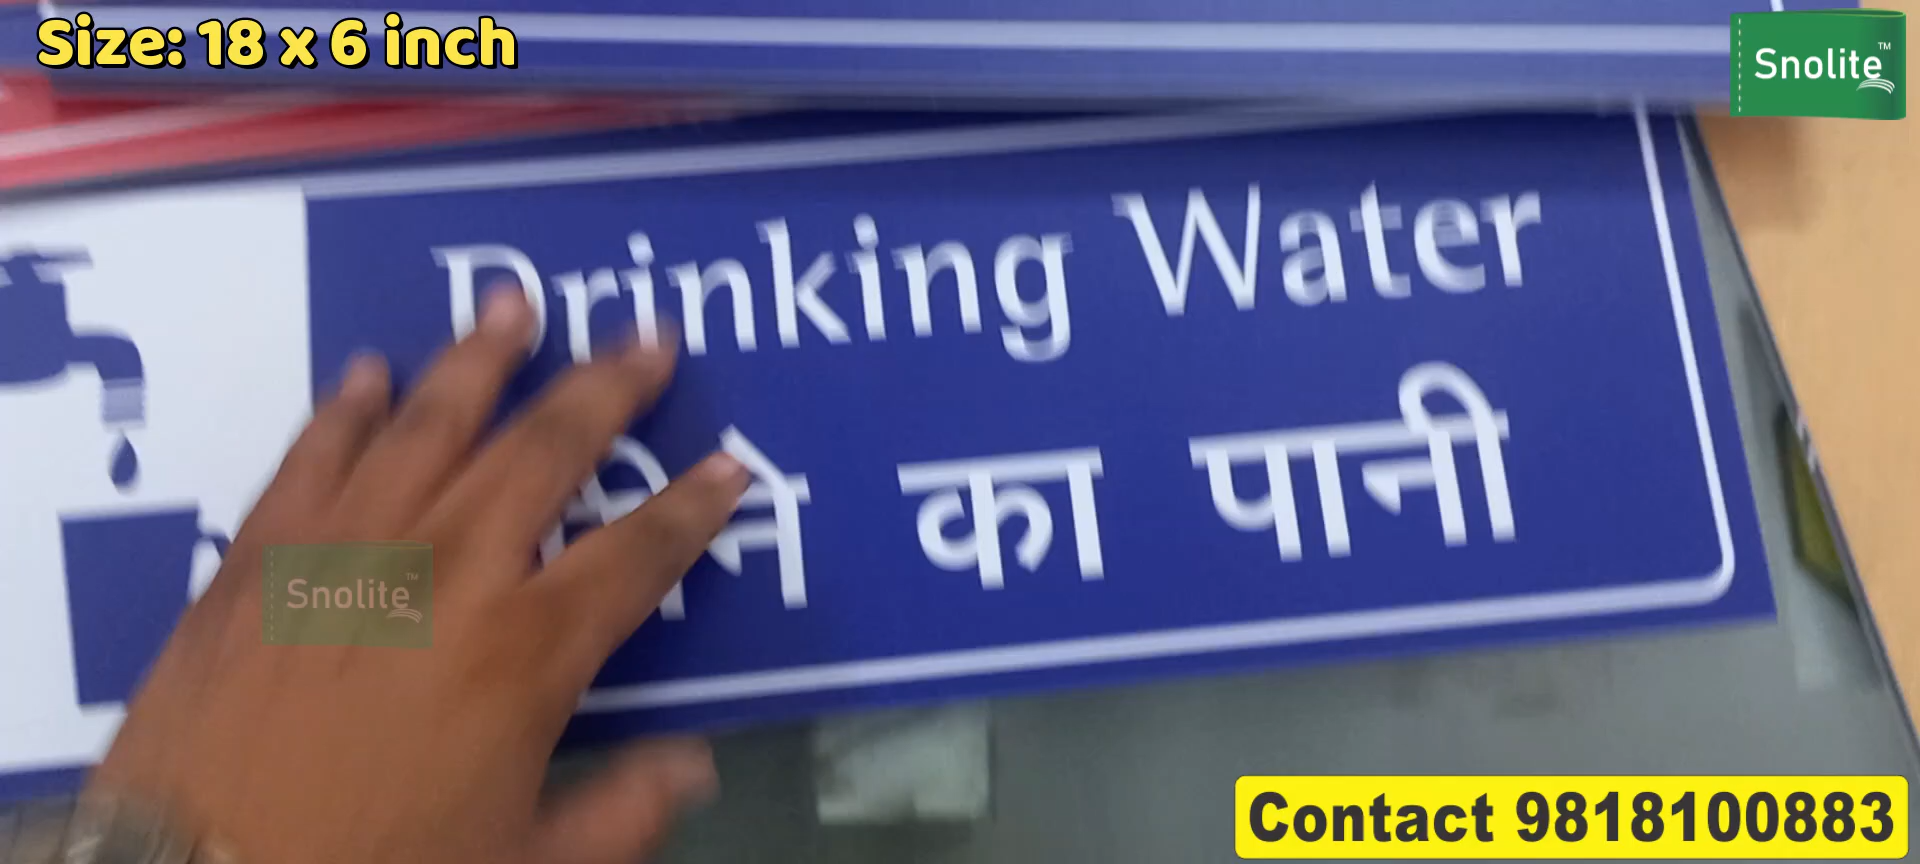 Size: 18 x 6 inch
Snolite™
Drinking Water
का पानी
Snolite™
Contact 9818100883